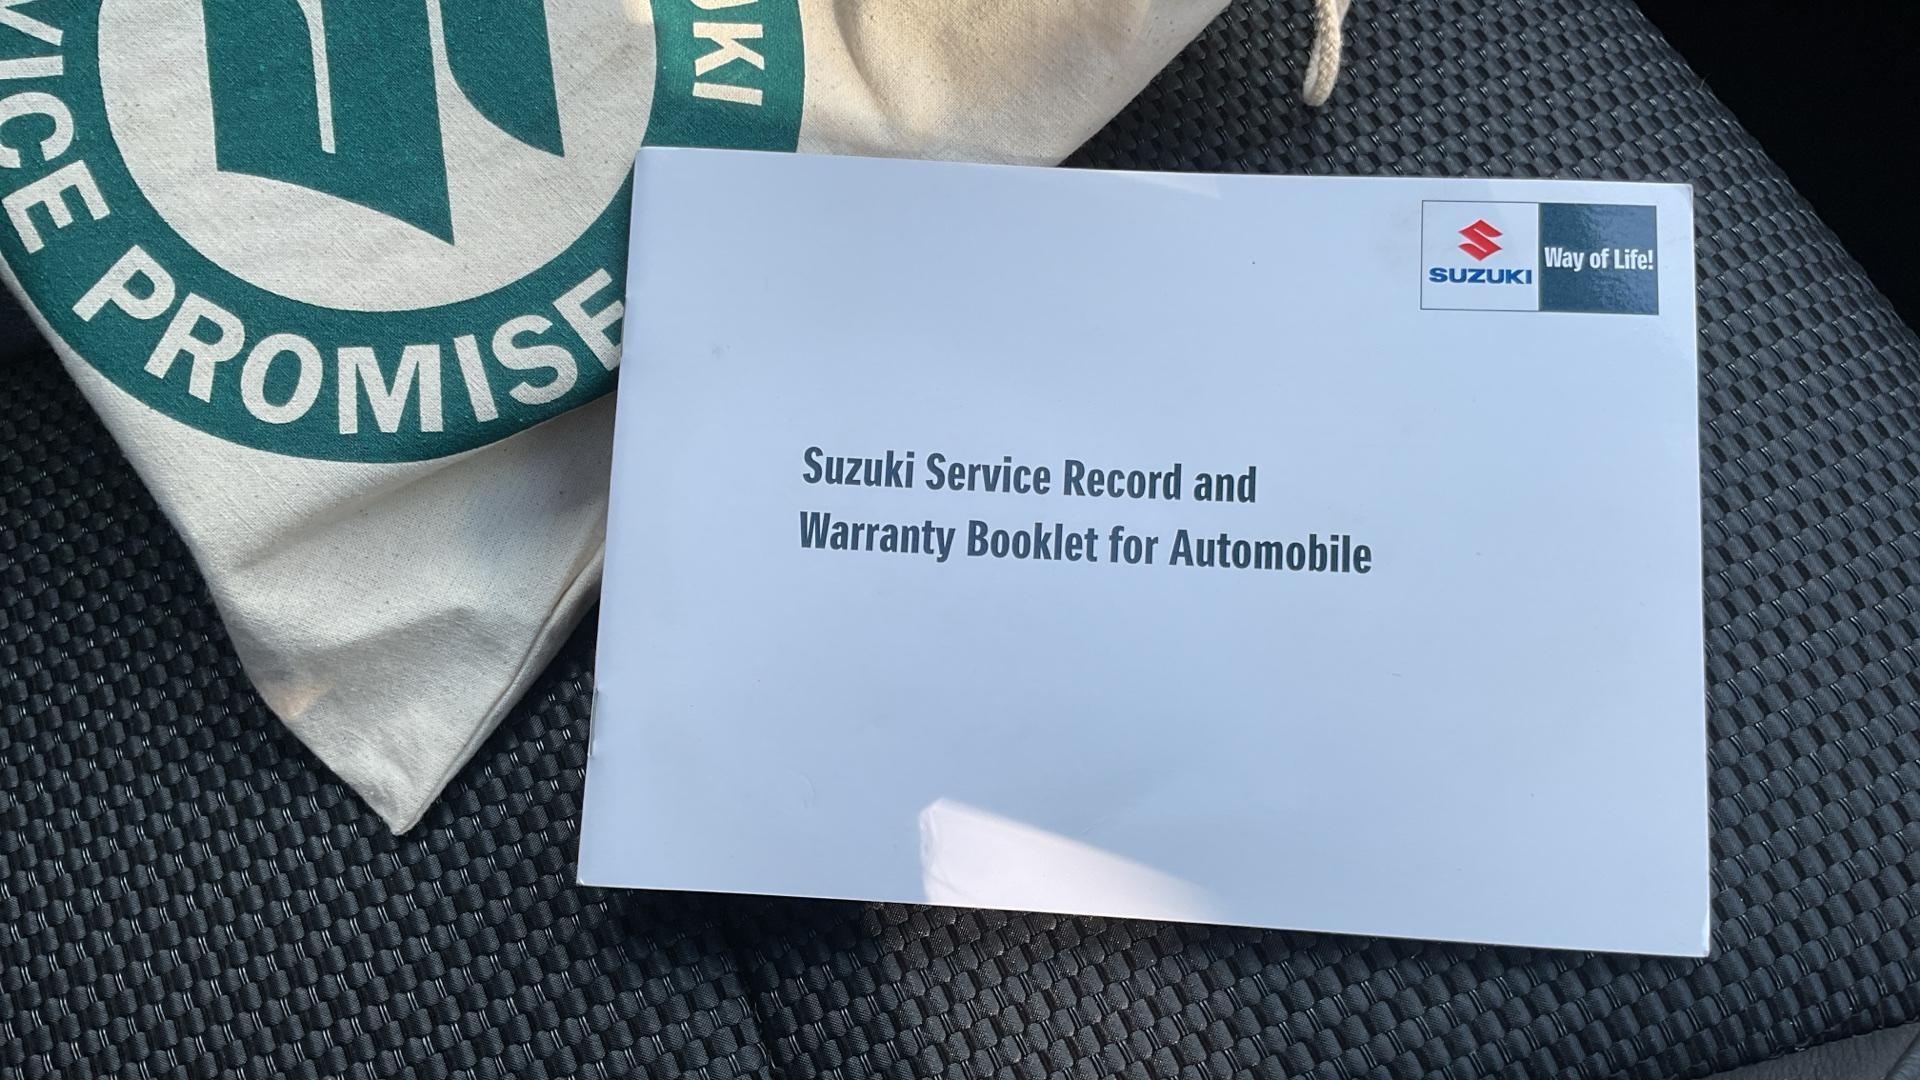 PROMISE
SUZUKI
Way of Life!
Suzuki Service Record and
Warranty Booklet for Automobile